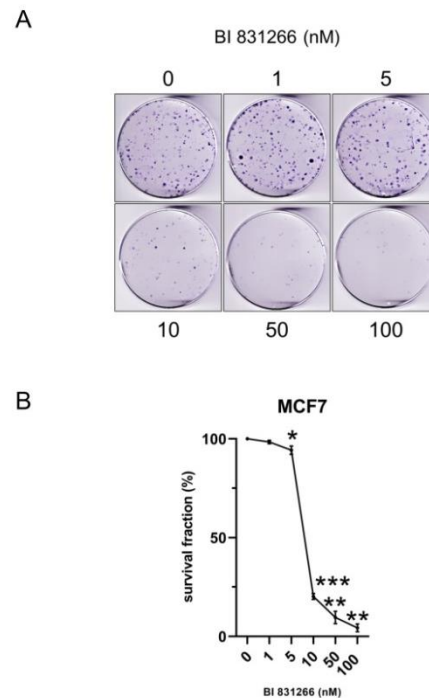 A
BI 831266 (nM)
0 1 5
10 50 100
B
MCF7
survival fraction (%)
100
50
0
*
***
**
**
0 1 5 10 50 100
BI 831266 (nM)